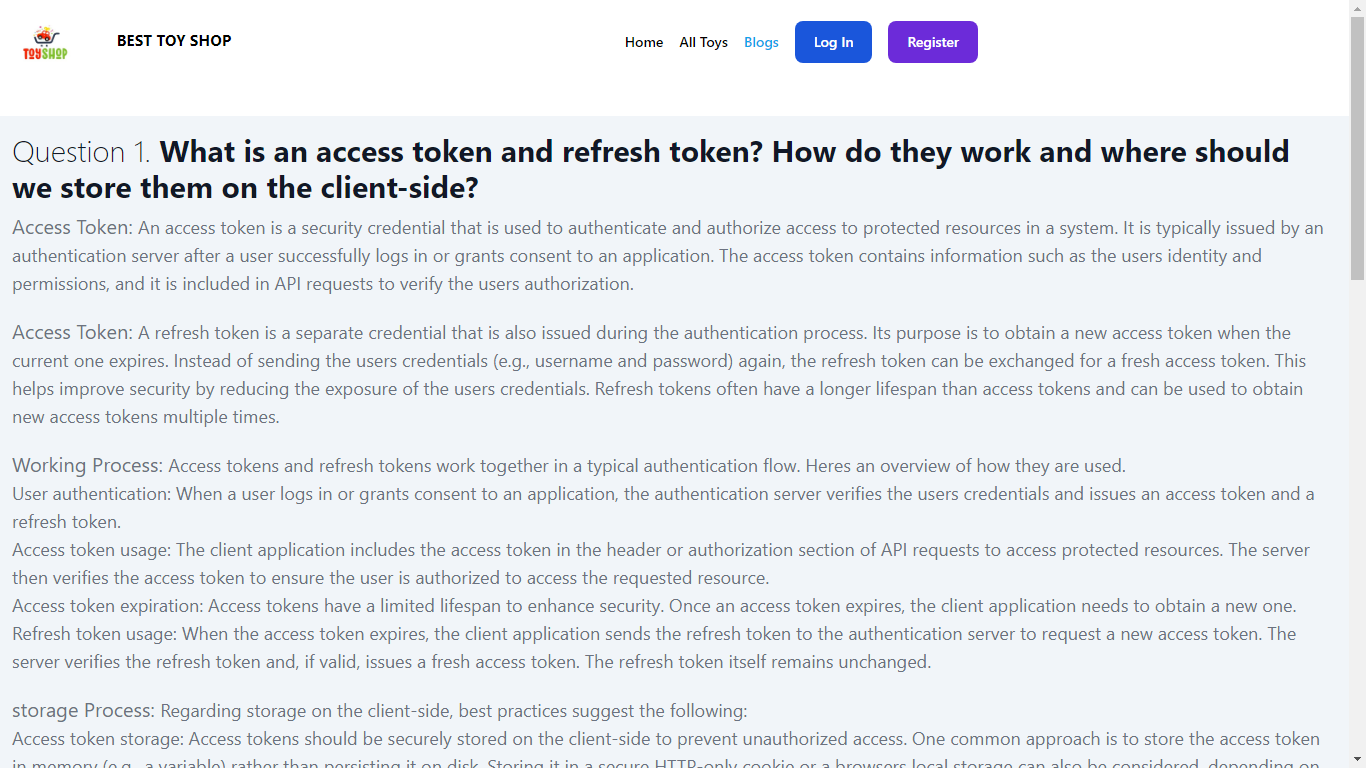 TOYSHOP
BEST TOY SHOP
Home
All Toys
Blogs
Log In
Register
Question 1. What is an access token and refresh token? How do they work and where should
we store them on the client-side?
Access Token: An access token is a security credential that is used to authenticate and authorize access to protected resources in a system. It is typically issued by an
authentication server after a user successfully logs in or grants consent to an application. The access token contains information such as the users identity and
permissions, and it is included in API requests to verify the users authorization.
Access Token: A refresh token is a separate credential that is also issued during the authentication process. Its purpose is to obtain a new access token when the
current one expires. Instead of sending the users credentials (e.g., username and password) again, the refresh token can be exchanged for a fresh access token. This
helps improve security by reducing the exposure of the users credentials. Refresh tokens often have a longer lifespan than access tokens and can be used to obtain
new access tokens multiple times.
Working Process: Access tokens and refresh tokens work together in a typical authentication flow. Heres an overview of how they are used.
User authentication: When a user logs in or grants consent to an application, the authentication server verifies the users credentials and issues an access token and a
refresh token.
Access token usage: The client application includes the access token in the header or authorization section of API requests to access protected resources. The server
then verifies the access token to ensure the user is authorized to access the requested resource.
Access token expiration: Access tokens have a limited lifespan to enhance security. Once an access token expires, the client application needs to obtain a new one.
Refresh token usage: When the access token expires, the client application sends the refresh token to the authentication server to request a new access token. The
server verifies the refresh token and, if valid, issues a fresh access token. The refresh token itself remains unchanged.
storage Process: Regarding storage on the client-side, best practices suggest the following:
Access token storage: Access tokens should be securely stored on the client-side to prevent unauthorized access. One common approach is to store the access token
in memory (e.g., a variable) rather than persisting it on disk. Storing it in a secure HTTP-only cookie or a browsers local storage can also be considered, depending on